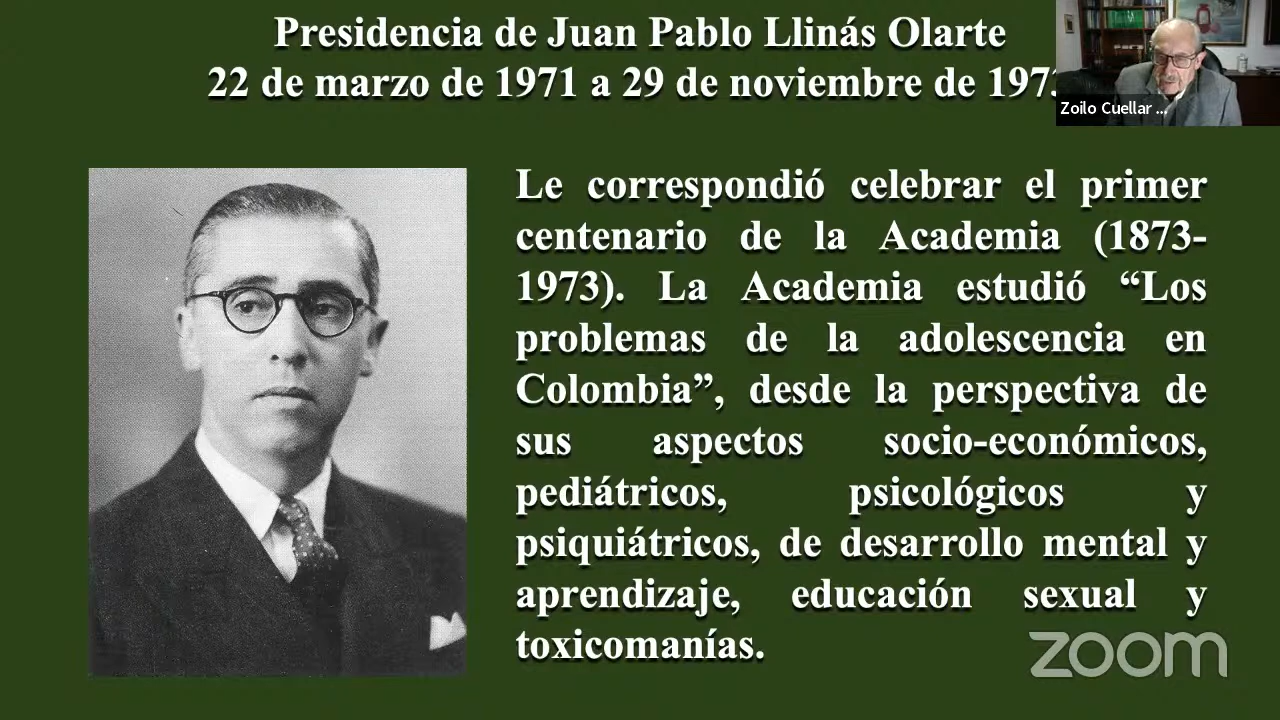 Presidencia de Juan Pablo Llinás Olarte
22 de marzo de 1971 a 29 de noviembre de
Zoilo Cuellar ...
Le correspondió celebrar el primer
centenario de la Academia (1873-
1973). La Academia estudió “Los
problemas de la adolescencia en
Colombia”, desde la perspectiva de
sus aspectos socio-económicos,
pediátricos, psicológicos y
psiquiátricos, de desarrollo mental y
aprendizaje, educación sexual y
toxicomanías.
zoom